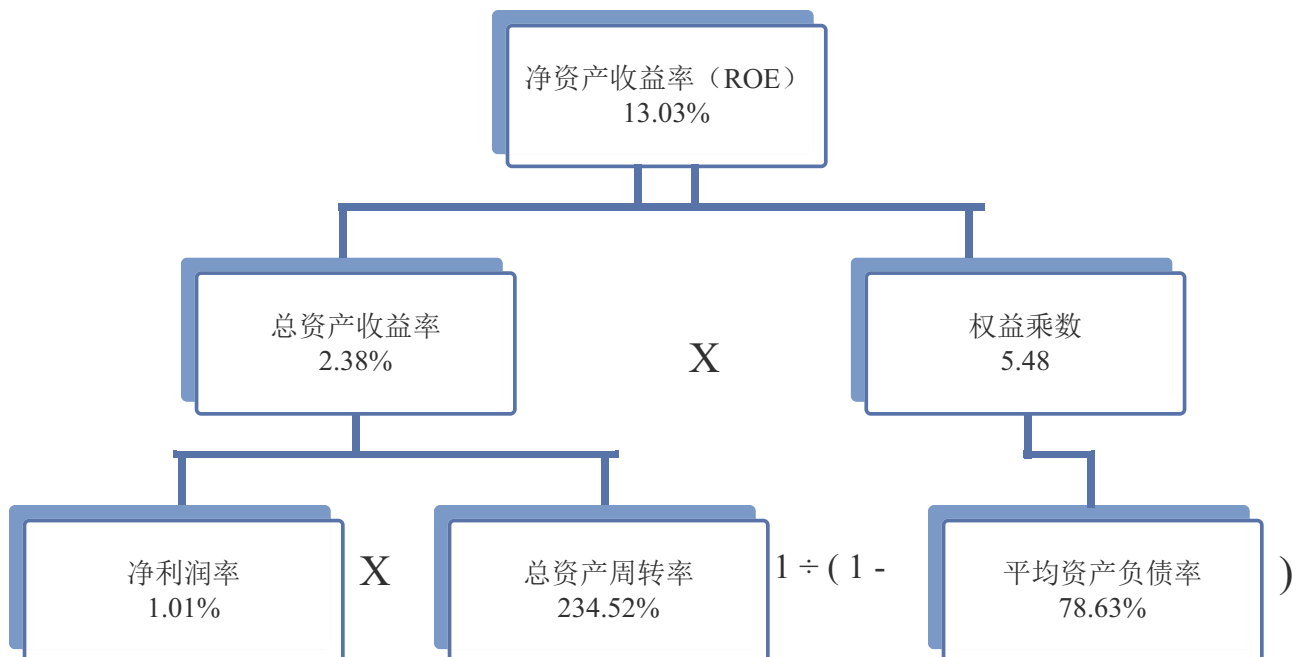 净资产收益率（ROE）
13.03%
总资产收益率
2.38%
X
权益乘数
5.48
净利润率
1.01%
X
总资产周转率
234.52%
1 ÷ ( 1 -
平均资产负债率
78.63%
)